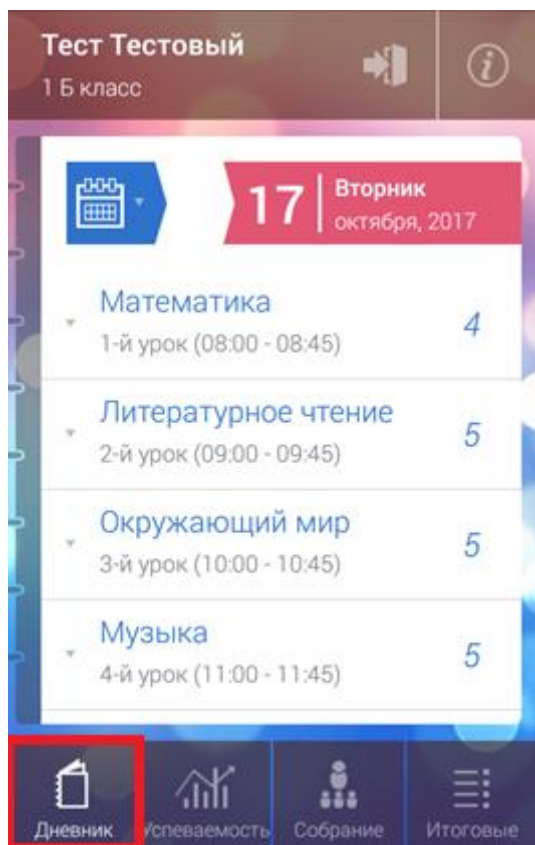 Тест Тестовый
1 Б класс
17
Вторник
октября, 2017
Математика
1-й урок (08:00 - 08:45)
4
Литературное чтение
2-й урок (09:00 - 09:45)
5
Окружающий мир
3-й урок (10:00 - 10:45)
5
Музыка
4-й урок (11:00 - 11:45)
5
Дневник
Успеваемость
Собрание
Итоговые